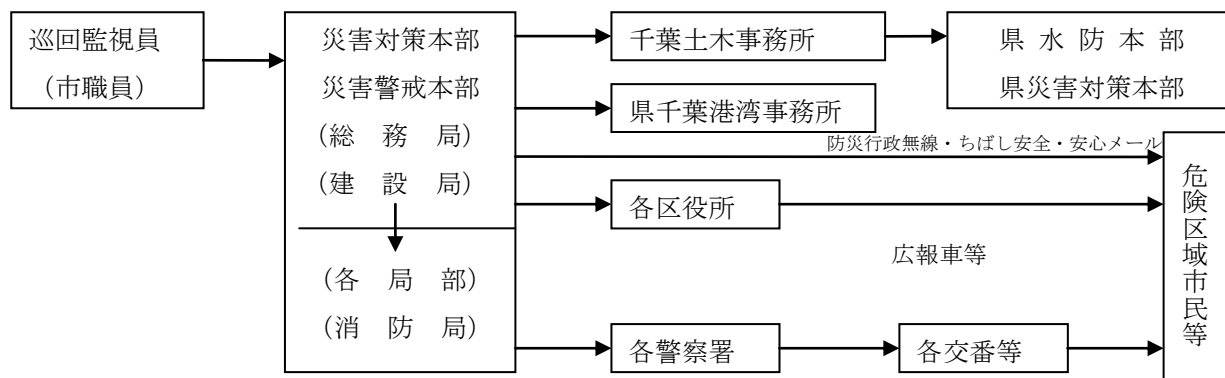 巡回監視員
（市職員）
災害対策本部
災害警戒本部
（総　務　局）
（建　設　局）
（各　局　部）
（消　防　局）
千葉土木事務所
県　水　防　本　部
県災害対策本部
県千葉港湾事務所
防災行政無線・ちばし安全・安心メール
各区役所
広報車等
各警察署
各交番等
危険区域市民等